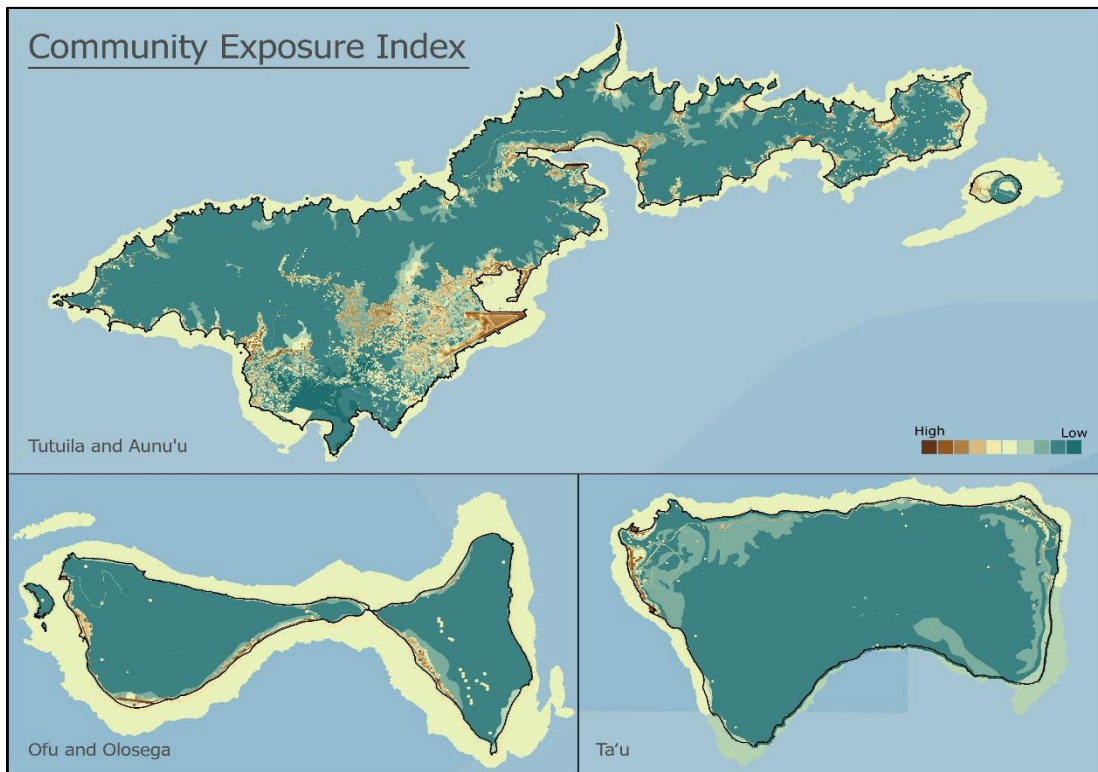 Community Exposure Index
High Low
Tutuila and Aunu'u
Ofu and Olosega
Ta‘u